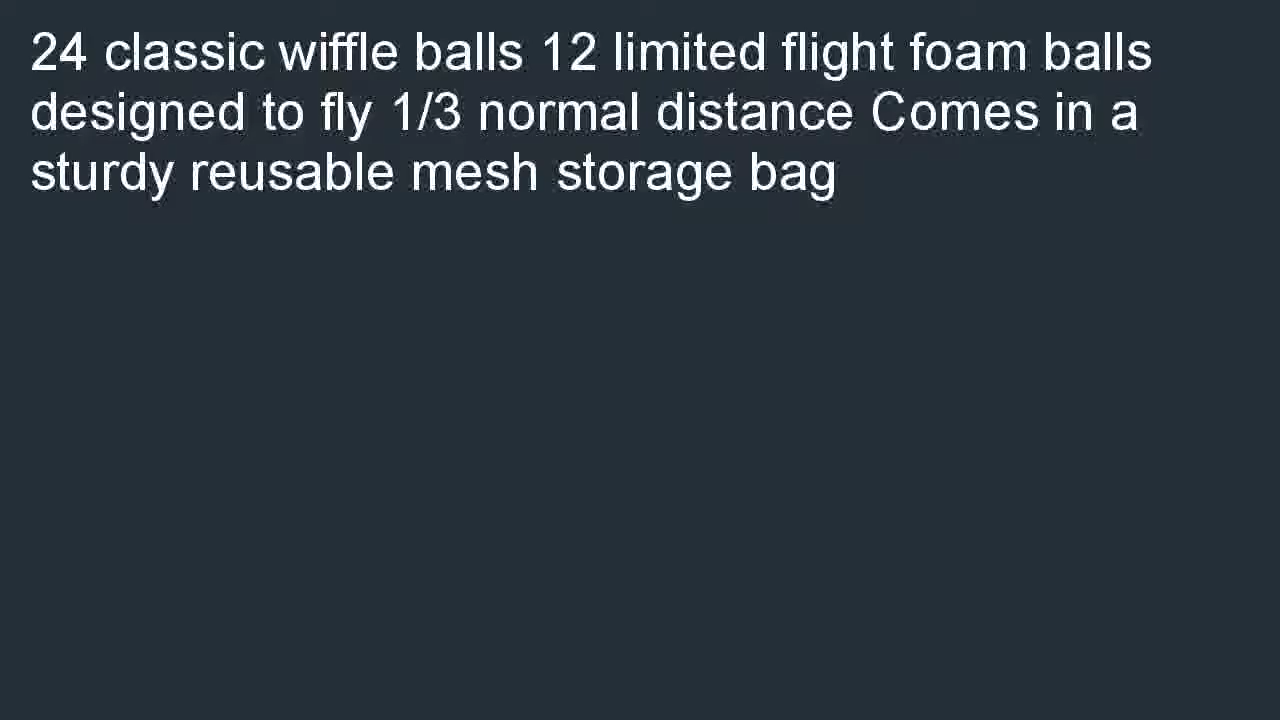 24 classic wiffle balls 12 limited flight foam balls
designed to fly 1/3 normal distance Comes in a
sturdy reusable mesh storage bag